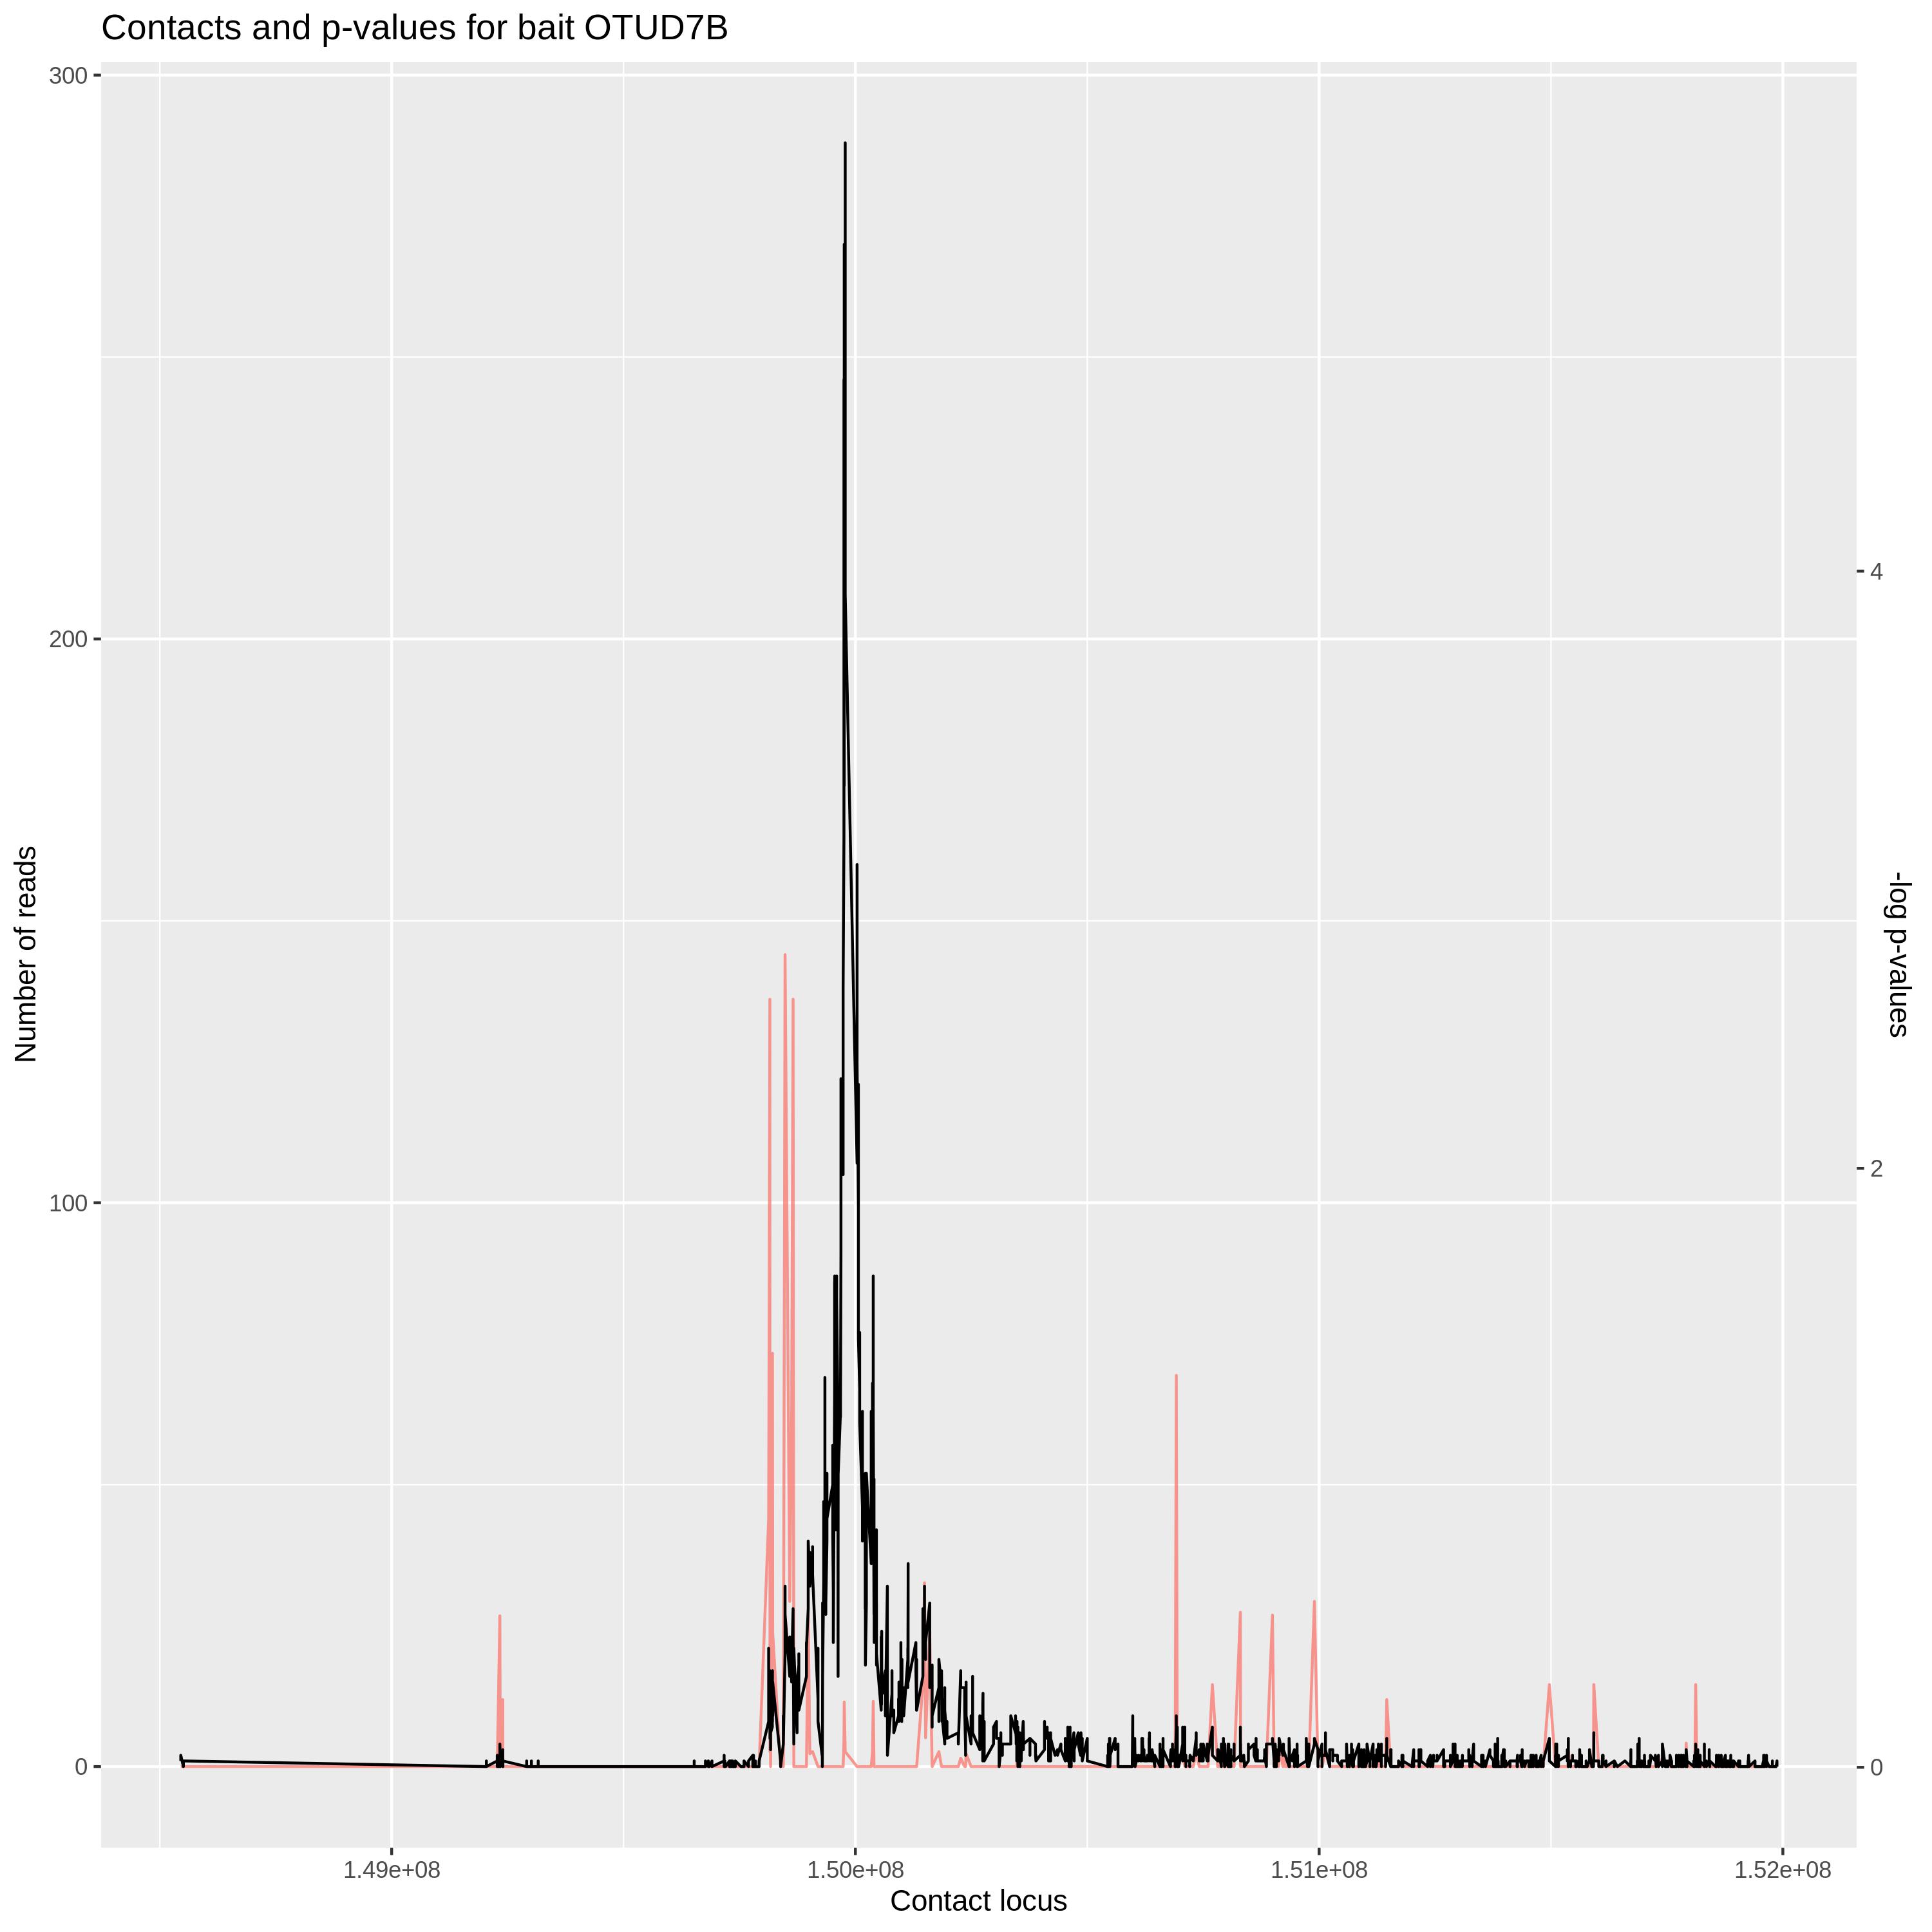 Contacts and p-values for bait OTUD7B
300
200
100
0
Number of reads
4
2
0
-log p-values
1.49e+08
1.50e+08
1.51e+08
1.52e+08
Contact locus